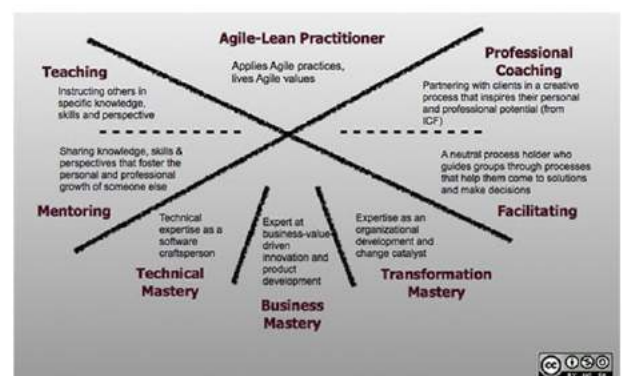 Agile-Lean Practitioner
Applies Agile practices,
lives Agile values
Teaching
Instructing others in
specific knowledge,
skills and perspective
Professional
Coaching
Partnering with clients in a creative
process that inspires their personal
and professional potential (from
ICF)
Sharing knowledge, skills &
perspectives that foster the
personal and professional
growth of someone else
Mentoring
A neutral process holder who
guides groups through processes
that help them come to solutions
and make decisions
Facilitating
Technical
expertise as a
software
craftsperson
Technical
Mastery
Expert at
business-value-
driven
innovation and
product
development
Business
Mastery
Expertise as an
organizational
development and
change catalyst
Transformation
Mastery
cc